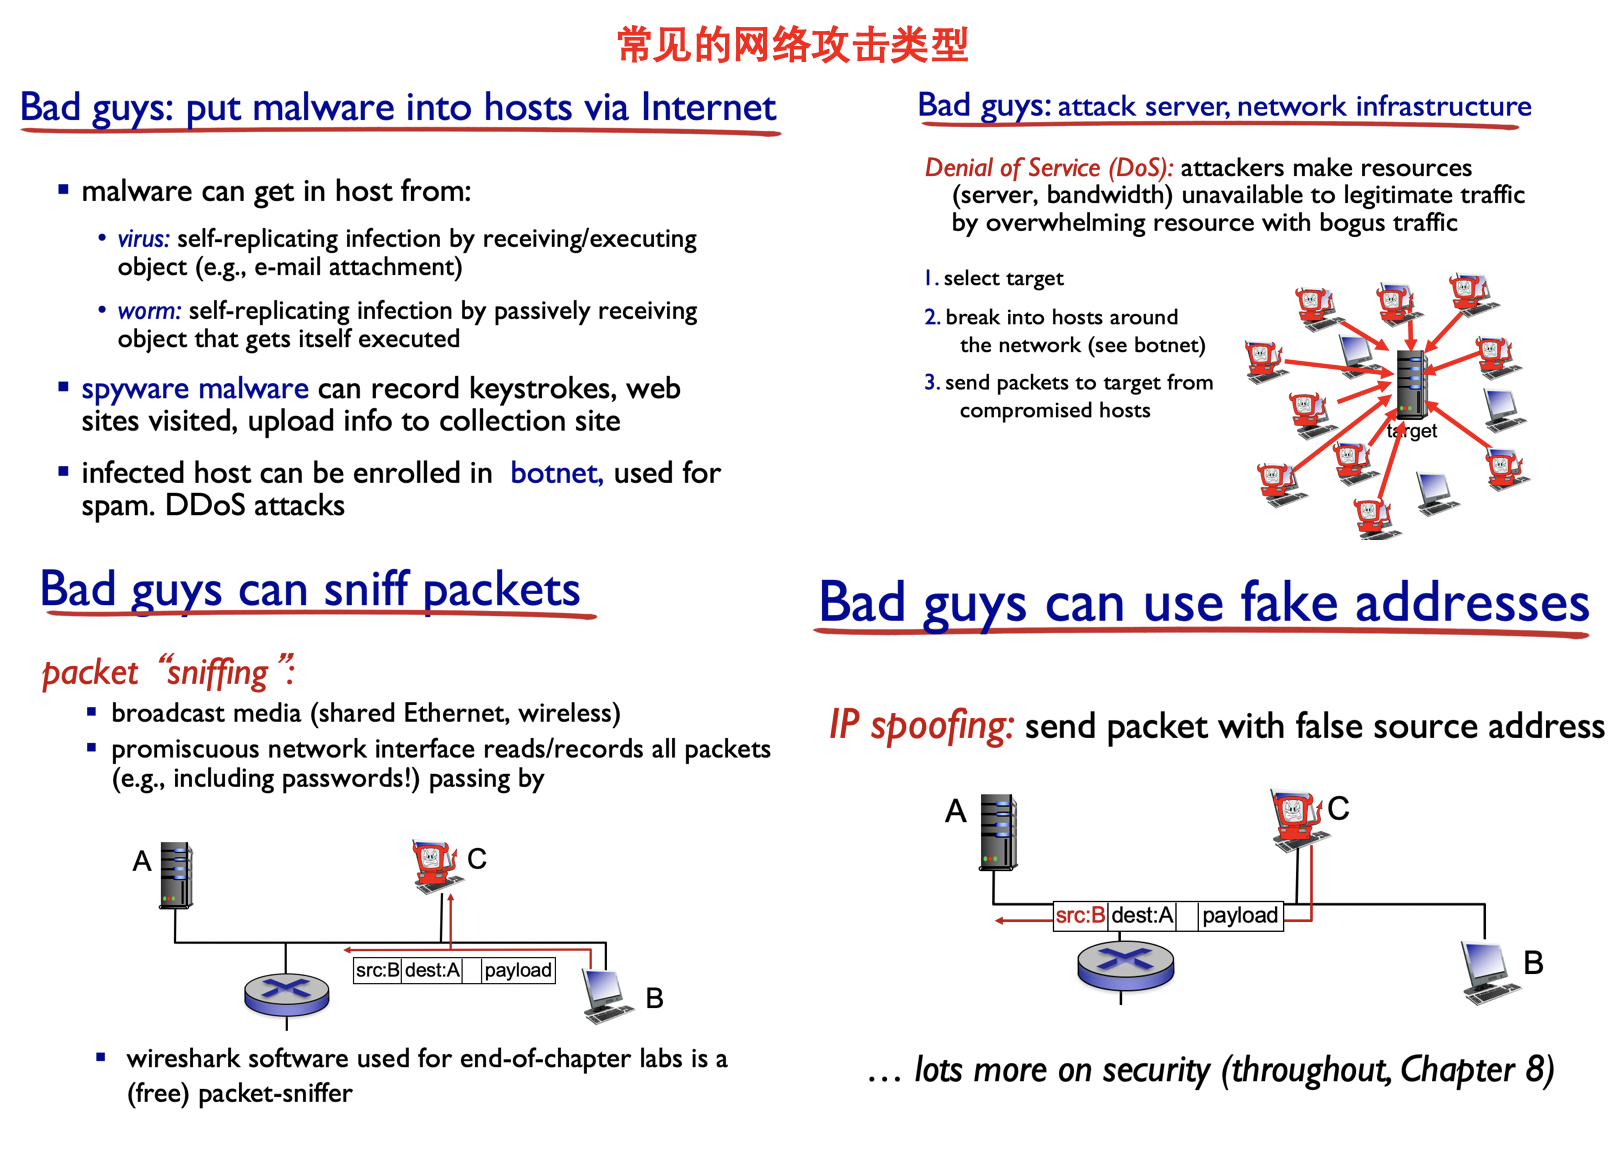 常见的网络攻击类型
Bad guys: put malware into hosts via Internet
▪ malware can get in host from:
• virus: self-replicating infection by receiving/executing
object (e.g., e-mail attachment)
• worm: self-replicating infection by passively receiving
object that gets itself executed
▪ spyware malware can record keystrokes, web
sites visited, upload info to collection site
▪ infected host can be enrolled in botnet, used for
spam. DDoS attacks
Bad guys: attack server, network infrastructure
Denial of Service (DoS): attackers make resources
(server, bandwidth) unavailable to legitimate traffic
by overwhelming resource with bogus traffic
1. select target
2. break into hosts around
the network (see botnet)
3. send packets to target from
compromised hosts
target
Bad guys can sniff packets
packet “sniffing”:
▪ broadcast media (shared Ethernet, wireless)
▪ promiscuous network interface reads/records all packets
(e.g., including passwords!) passing by
A
C
src:B dest:A payload
B
▪ wireshark software used for end-of-chapter labs is a
(free) packet-sniffer
Bad guys can use fake addresses
IP spoofing: send packet with false source address
A
C
src:B dest:A payload
B
… lots more on security (throughout, Chapter 8)